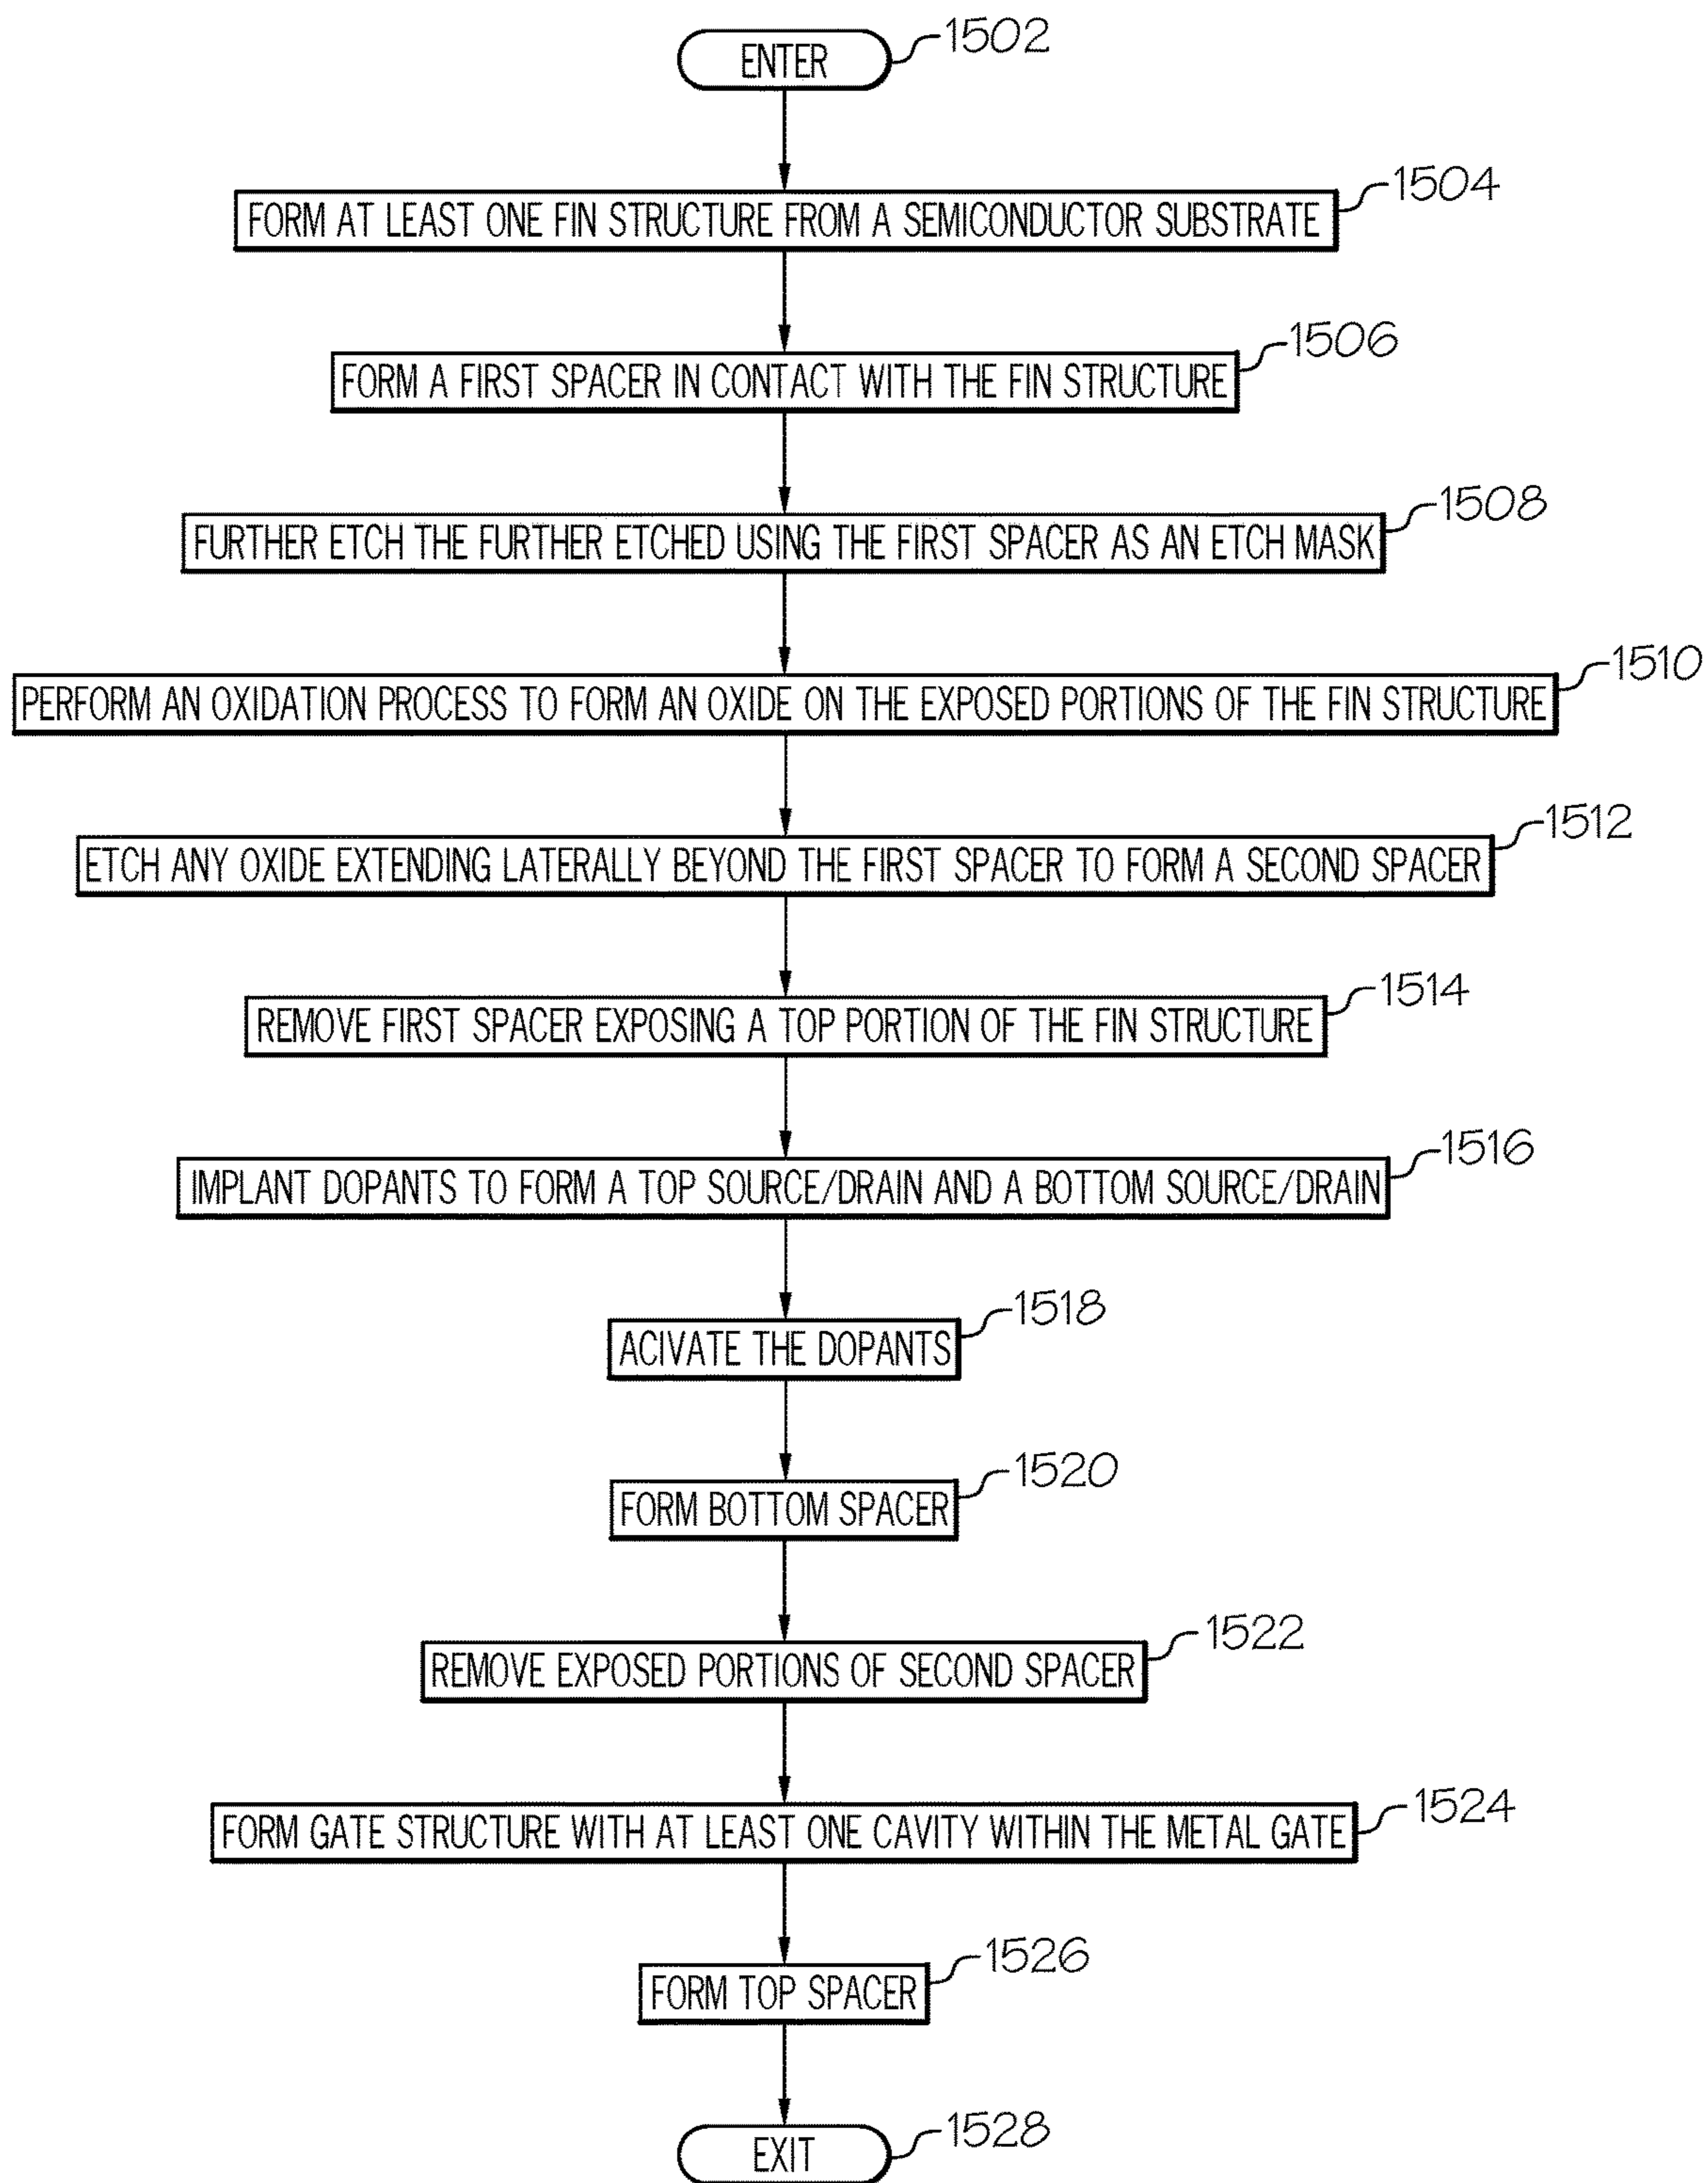 ENTER
1502
FORM AT LEAST ONE FIN STRUCTURE FROM A SEMICONDUCTOR SUBSTRATE
1504
FORM A FIRST SPACER IN CONTACT WITH THE FIN STRUCTURE
1506
FURTHER ETCH THE FURTHER ETCHED USING THE FIRST SPACER AS AN ETCH MASK
1508
PERFORM AN OXIDATION PROCESS TO FORM AN OXIDE ON THE EXPOSED PORTIONS OF THE FIN STRUCTURE
1510
ETCH ANY OXIDE EXTENDING LATERALLY BEYOND THE FIRST SPACER TO FORM A SECOND SPACER
1512
REMOVE FIRST SPACER EXPOSING A TOP PORTION OF THE FIN STRUCTURE
1514
IMPLANT DOPANTS TO FORM A TOP SOURCE/DRAIN AND A BOTTOM SOURCE/DRAIN
1516
ACIVATE THE DOPANTS
1518
FORM BOTTOM SPACER
1520
REMOVE EXPOSED PORTIONS OF SECOND SPACER
1522
FORM GATE STRUCTURE WITH AT LEAST ONE CAVITY WITHIN THE METAL GATE
1524
FORM TOP SPACER
1526
EXIT
1528